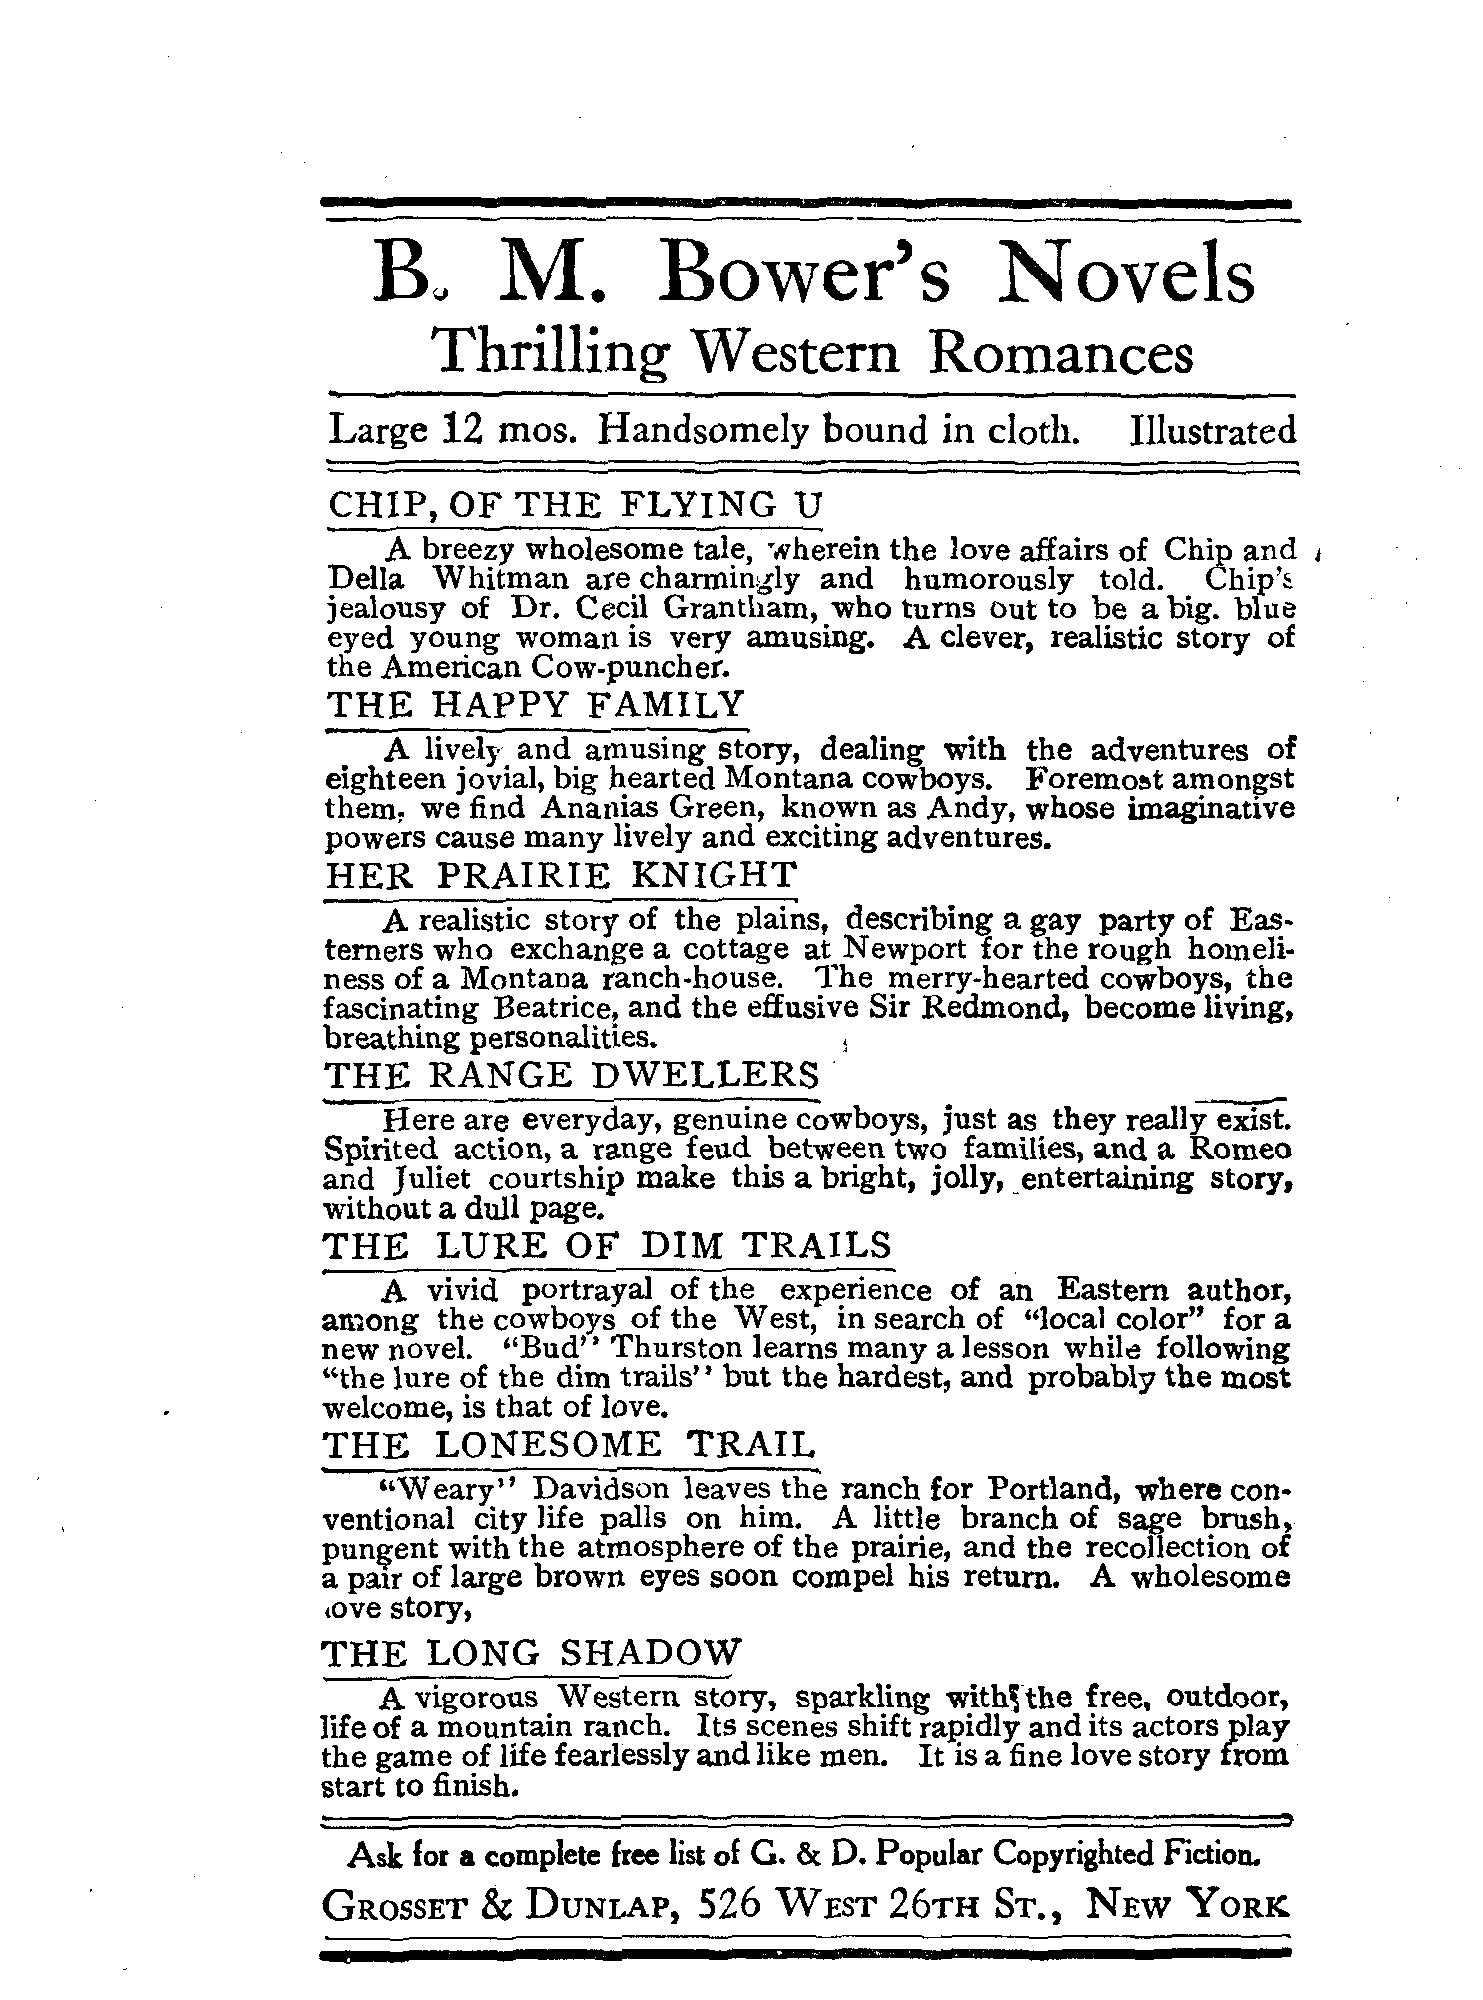 B. M. Bower's Novels
Thrilling Western Romances
Large 12 mos. Handsomely bound in cloth. Illustrated
CHIP, OF THE FLYING U
A breezy wholesome tale, wherein the love affairs of Chip and
Della Whitman are charmingly and humorously told. Chip's
jealousy of Dr. Cecil Grantham, who turns out to be a big. blue
eyed young woman is very amusing. A clever, realistic story of
the American Cow-puncher.
THE HAPPY FAMILY
A lively and amusing story, dealing with the adventures of
eighteen jovial, big hearted Montana cowboys. Foremost amongst
them, we find Ananias Green, known as Andy, whose imaginative
powers cause many lively and exciting adventures.
HER PRAIRIE KNIGHT
A realistic story of the plains, describing a gay party of Eas-
terners who exchange a cottage at Newport for the rough homeli-
ness of a Montana ranch-house. The merry-hearted cowboys, the
fascinating Beatrice, and the effusive Sir Redmond, become living,
breathing personalities.
THE RANGE DWELLERS
Here are everyday, genuine cowboys, just as they really exist.
Spirited action, a range feud between two families, and a Romeo
and Juliet courtship make this a bright, jolly, entertaining story,
without a dull page.
THE LURE OF DIM TRAILS
A vivid portrayal of the experience of an Eastern author,
among the cowboys of the West, in search of "local color" for a
new novel. "Bud" Thurston learns many a lesson while following
"the lure of the dim trails" but the hardest, and probably the most
welcome, is that of love.
THE LONESOME TRAIL
"Weary" Davidson leaves the ranch for Portland, where con-
ventional city life palls on him. A little branch of sage brush,
pungent with the atmosphere of the prairie, and the recollection of
a pair of large brown eyes soon compel his return. A wholesome
love story,
THE LONG SHADOW
A vigorous Western story, sparkling with the free, outdoor,
life of a mountain ranch. Its scenes shift rapidly and its actors play
the game of life fearlessly and like men. It is a fine love story from
start to finish.
Ask for a complete free list of G. & D. Popular Copyrighted Fiction.
GROSSET & DUNLAP, 526 WEST 26TH ST., NEW YORK